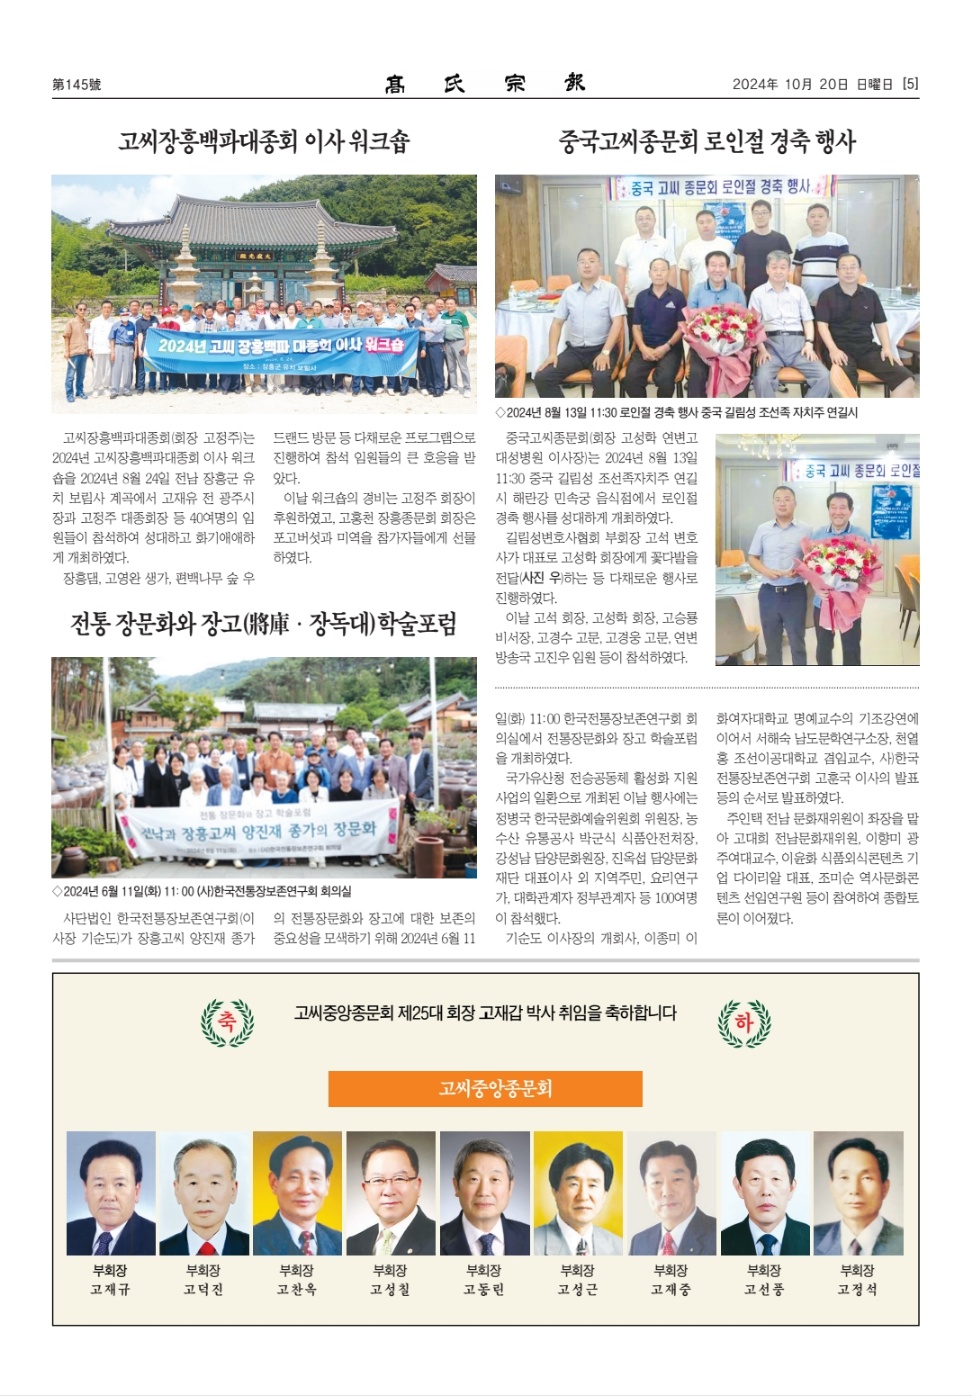 第145號
高氏宗報
2024年 10月 20日 日曜日 [5]
고씨장흥백파대종회 이사 워크숍
2024년 고씨 장흥백파 대종회 이사 워크숍
장소 : 장흥군 유치 보림사
고씨장흥백파대종회(회장 고정주)는
2024년 고씨장흥백파대종회 이사 워크
숍을 2024년 8월 24일 전남 장흥군 유
치 보림사 계곡에서 고재유 전 광주시
장과 고정주 대종회장 등 40여명의 임
원들이 참석하여 성대하고 화기애애하
게 개최하였다.
장흥댐, 고영완 생가, 편백나무 숲 우
드랜드 방문 등 다채로운 프로그램으로
진행하여 참석 임원들의 큰 호응을 받
았다.
이날 워크숍의 경비는 고정주 회장이
후원하였고, 고홍천 장흥종문회 회장은
포고버섯과 미역을 참가자들에게 선물
하였다.
중국고씨종문회 로인절 경축 행사
중국 고씨 종문회 로인절 경축 행사
◇2024년 8월 13일 11:30 로인절 경축 행사 중국 길림성 조선족 자치주 연길시
중국고씨종문회(회장 고성학 연변고
대성병원 이사장)는 2024년 8월 13일
11:30 중국 길림성 조선족자치주 연길
시 해란강 민속궁 음식점에서 로인절
경축 행사를 성대하게 개최하였다.
길림성변호사협회 부회장 고석 변호
사가 대표로 고성학 회장에게 꽃다발을
전달(사진 우)하는 등 다채로운 행사로
진행하였다.
이날 고석 회장, 고성학 회장, 고승룡
비서장, 고경수 고문, 고경웅 고문, 연변
방송국 고진우 임원 등이 참석하였다.
중국 고씨 종문회 로인절
전통 장문화와 장고(將庫 · 장독대)학술포럼
전통 장문화와 장고 학술포럼
전남과 장흥고씨 양진재 종가의 장문화
◇2024년 6월 11일(화) 11: 00 (사)한국전통장보존연구회 회의실
사단법인 한국전통장보존연구회(이
사장 기순도)가 장흥고씨 양진재 종가
의 전통장문화와 장고에 대한 보존의
중요성을 모색하기 위해 2024년 6월 11
일(화) 11:00 한국전통장보존연구회 회
의실에서 전통장문화와 장고 학술포럼
을 개최하였다.
국가유산청 전승공동체 활성화 지원
사업의 일환으로 개최된 이날 행사에는
정병국 한국문화예술위원회 위원장, 농
수산 유통공사 박군식 식품안전처장,
강성남 담양문화원장, 진옥섭 담양문화
재단 대표이사 외 지역주민, 요리연구
가, 대학관계자 정부관계자 등 100여명
이 참석했다.
기순도 이사장의 개회사, 이종미 이
화여자대학교 명예교수의 기조강연에
이어서 서해숙 남도문학연구소장, 천열
홍 조선이공대학교 겸임교수, 사)한국
전통장보존연구회 고훈국 이사의 발표
등의 순서로 발표하였다.
주인택 전남 문화재위원이 좌장을 맡
아 고대희 전남문화재위원, 이향미 광
주여대교수, 이윤화 식품외식콘텐츠 기
업 다이리알 대표, 조미순 역사문화콘
텐츠 선임연구원 등이 참여하여 종합토
론이 이어졌다.
축
고씨중앙종문회 제25대 회장 고재갑 박사 취임을 축하합니다
하
고씨중앙종문회
부회장 부회장 부회장 부회장 부회장 부회장 부회장 부회장 부회장
고재규 고덕진 고찬옥 고성칠 고동린 고성근 고재중 고선풍 고정석